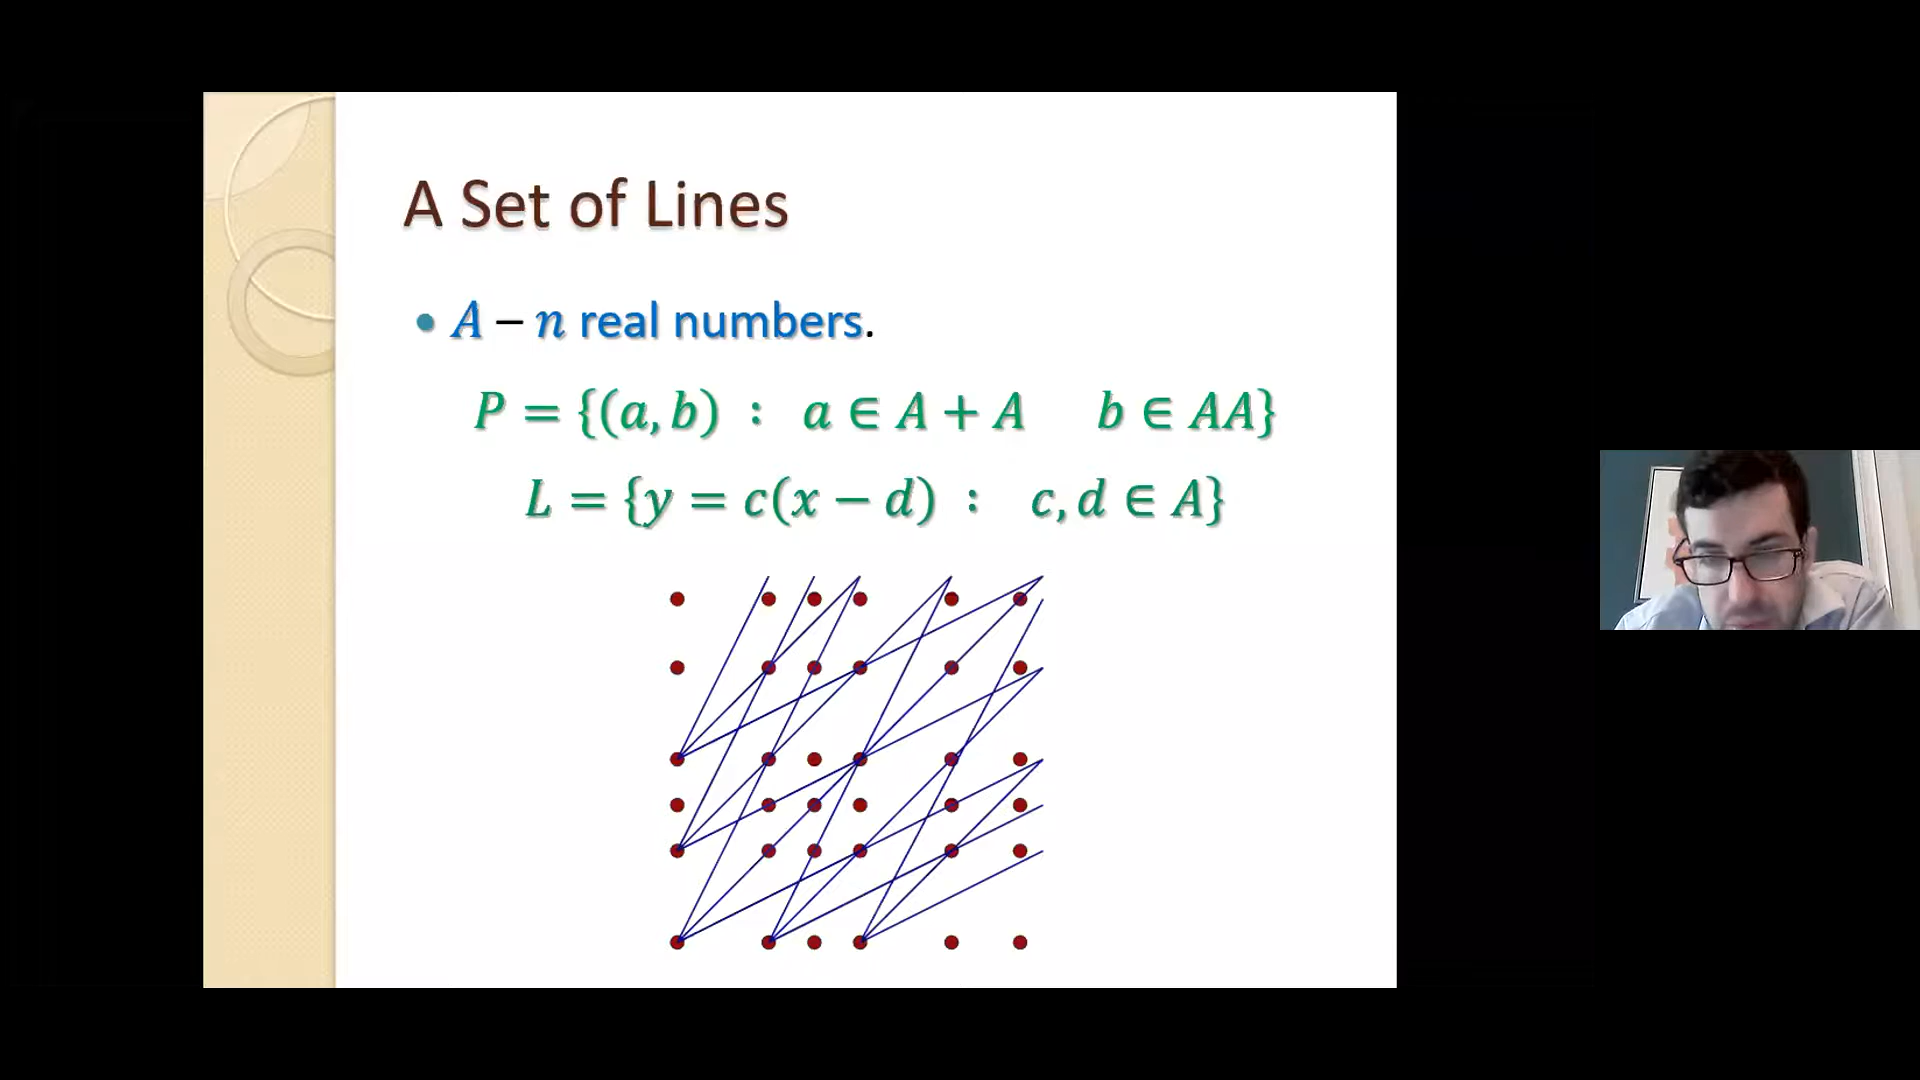 A Set of Lines
• A – n real numbers.
P = {(a, b) : a ∈ A + A b ∈ AA}
L = {y = c(x − d) : c, d ∈ A}